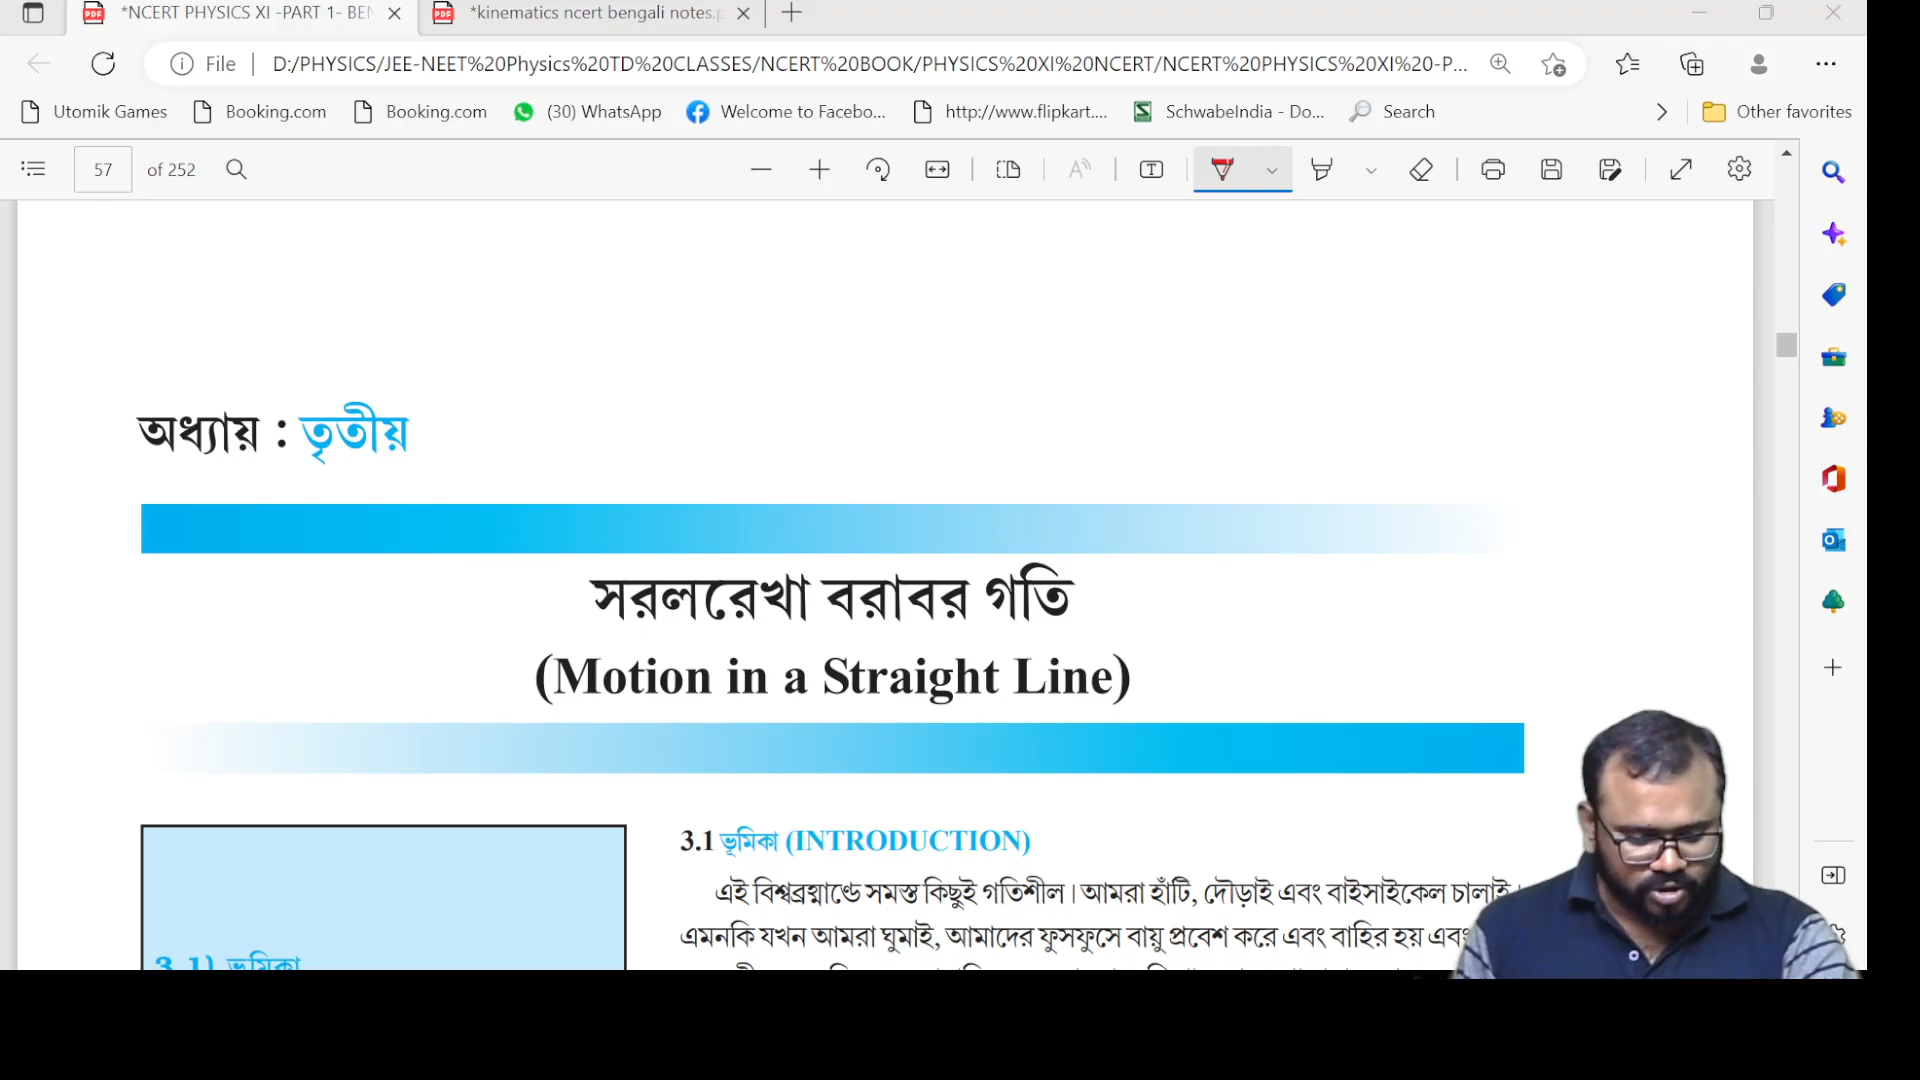 *NCERT PHYSICS XI -PART 1- BEN
*kinematics ncert bengali notes.p
File
D:/PHYSICS/JEE-NEET%20Physics%20TD%20CLASSES/NCERT%20BOOK/PHYSICS%20XI%20NCERT/NCERT%20PHYSICS%20XI%20-P...
Utomik Games
Booking.com
Booking.com
(30) WhatsApp
Welcome to Facebo...
http://www.flipkart....
SchwabeIndia - Do...
Search
Other favorites
57 of 252
অধ্যায় : তৃতীয়
সরলরেখা বরাবর গতি
(Motion in a Straight Line)
3.1 ভূমিকা (INTRODUCTION)
এই বিশ্বব্রহ্মাণ্ডে সমস্ত কিছুই গতিশীল। আমরা হাঁটি, দৌড়াই এবং বাইসাইকেল চালাই।
এমনকি যখন আমরা ঘুমাই, আমাদের ফুসফুসে বায়ু প্রবেশ করে এবং বাহির হয় এবং
3.1) ভূমিকা